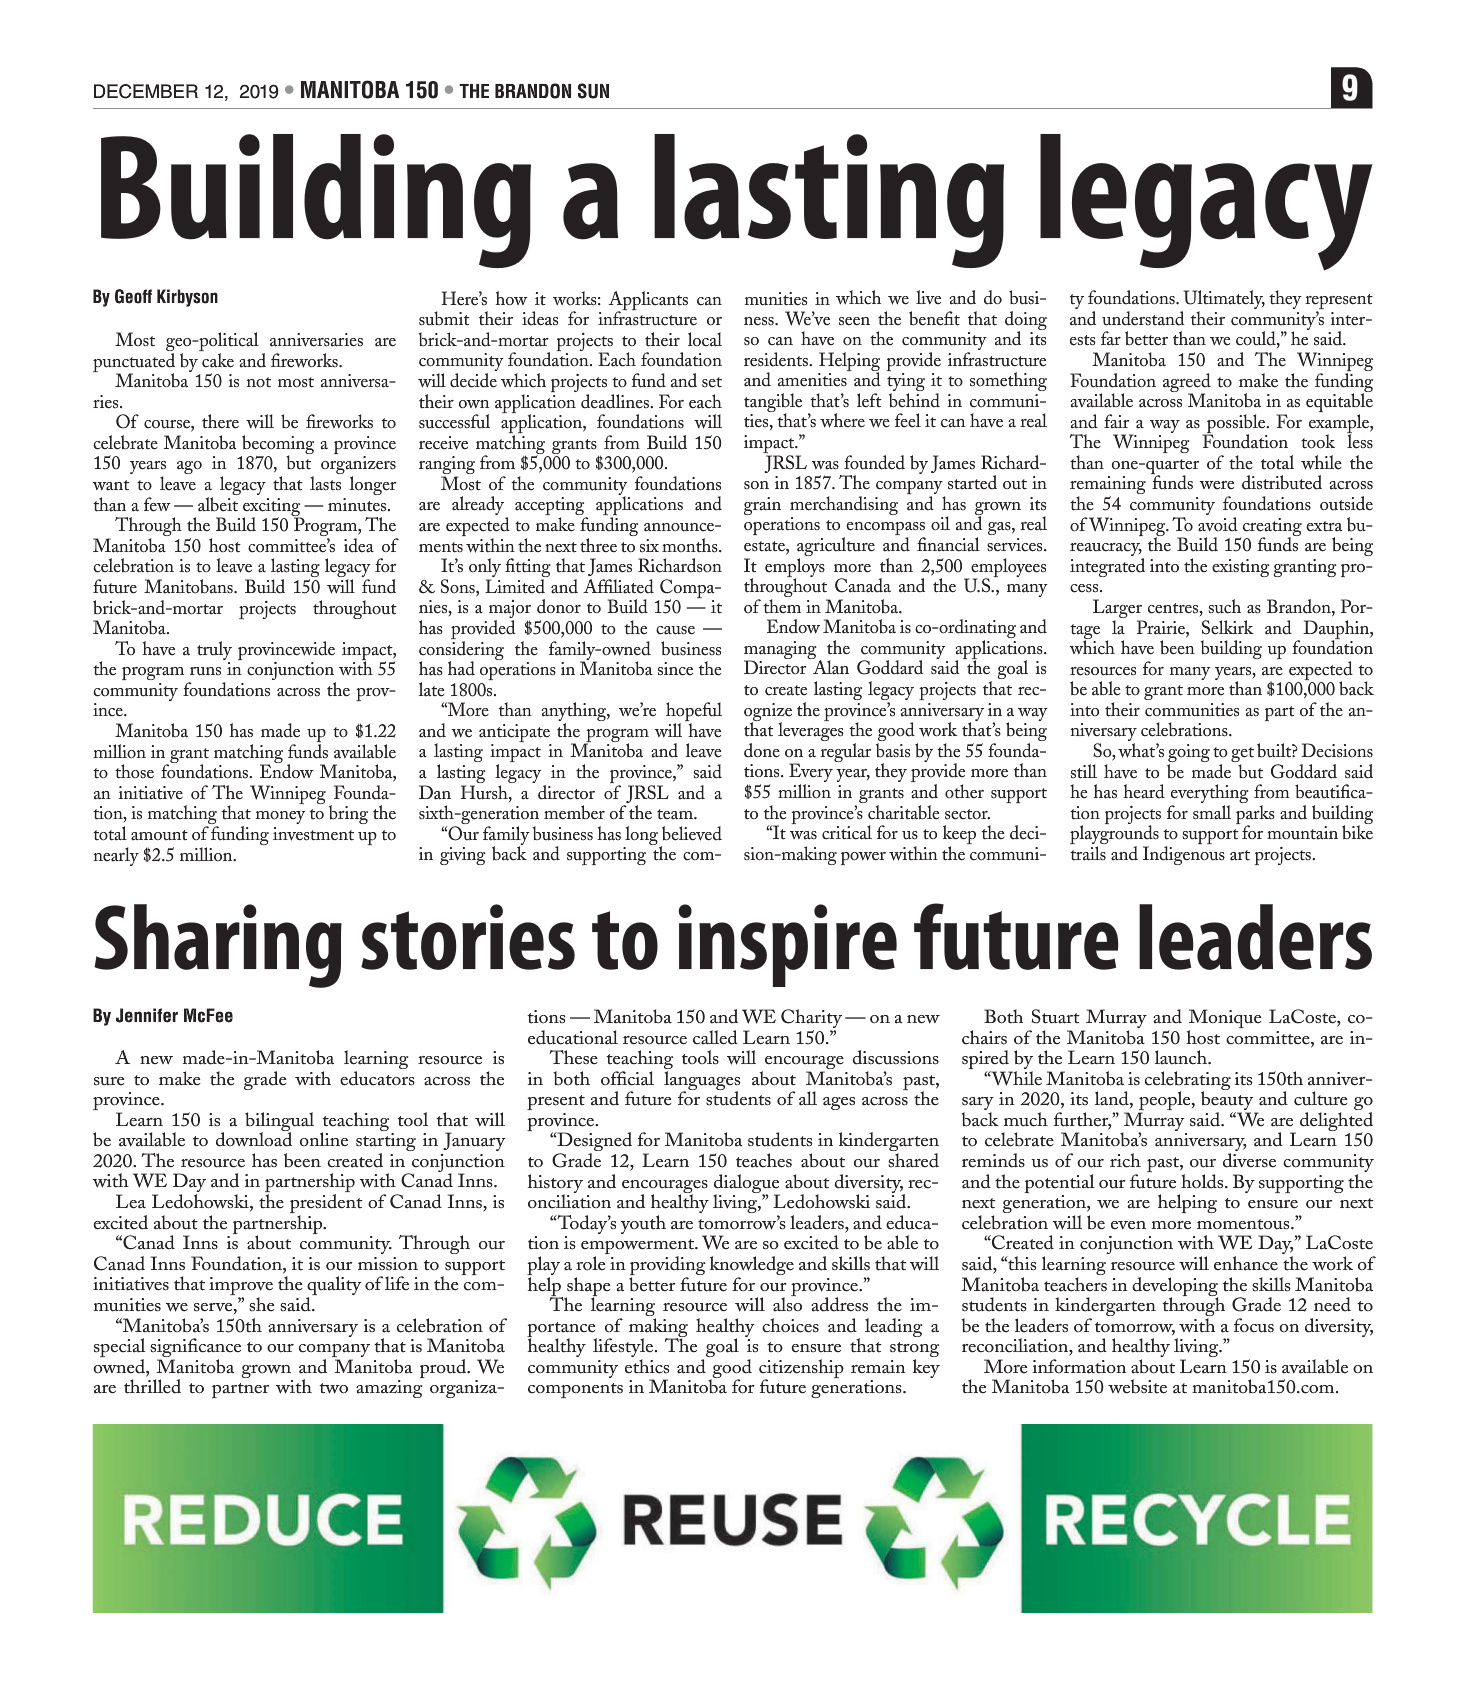 DECEMBER 12, 2019 • MANITOBA 150 • THE BRANDON SUN
9
Building a lasting legacy
By Geoff Kirbyson
Most geo-political anniversaries are
punctuated by cake and fireworks.
Manitoba 150 is not most anniversa-
ries.
Of course, there will be fireworks to
celebrate Manitoba becoming a province
150 years ago in 1870, but organizers
want to leave a legacy that lasts longer
than a few — albeit exciting — minutes.
Through the Build 150 Program, The
Manitoba 150 host committee's idea of
celebration is to leave a lasting legacy for
future Manitobans. Build 150 will fund
brick-and-mortar projects throughout
Manitoba.
To have a truly provincewide impact,
the program runs in conjunction with 55
community foundations across the prov-
ince.
Manitoba 150 has made up to $1.22
million in grant matching funds available
to those foundations. Endow Manitoba,
an initiative of The Winnipeg Founda-
tion, is matching that money to bring the
total amount of funding investment up to
nearly $2.5 million.
Here's how it works: Applicants can
submit their ideas for infrastructure or
brick-and-mortar projects to their local
community foundation. Each foundation
will decide which projects to fund and set
their own application deadlines. For each
successful application, foundations will
receive matching grants from Build 150
ranging from $5,000 to $300,000.
Most of the community foundations
are already accepting applications and
are expected to make funding announce-
ments within the next three to six months.
It's only fitting that James Richardson
& Sons, Limited and Affiliated Compa-
nies, is a major donor to Build 150 — it
has provided $500,000 to the cause —
considering the family-owned business
has had operations in Manitoba since the
late 1800s.
"More than anything, we're hopeful
and we anticipate the program will have
a lasting impact in Manitoba and leave
a lasting legacy in the province," said
Dan Hursh, a director of JRSL and a
sixth-generation member of the team.
"Our family business has long believed
in giving back and supporting the com-
munities in which we live and do busi-
ness. We've seen the benefit that doing
so can have on the community and its
residents. Helping provide infrastructure
and amenities and tying it to something
tangible that's left behind in communi-
ties, that's where we feel it can have a real
impact."
JRSL was founded by James Richard-
son in 1857. The company started out in
grain merchandising and has grown its
operations to encompass oil and gas, real
estate, agriculture and financial services.
It employs more than 2,500 employees
throughout Canada and the U.S., many
of them in Manitoba.
Endow Manitoba is co-ordinating and
managing the community applications.
Director Alan Goddard said the goal is
to create lasting legacy projects that rec-
ognize the province's anniversary in a way
that leverages the good work that's being
done on a regular basis by the 55 founda-
tions. Every year, they provide more than
$55 million in grants and other support
to the province's charitable sector.
"It was critical for us to keep the deci-
sion-making power within the communi-
ty foundations. Ultimately, they represent
and understand their community's inter-
ests far better than we could," he said.
Manitoba 150 and The Winnipeg
Foundation agreed to make the funding
available across Manitoba in as equitable
and fair a way as possible. For example,
The Winnipeg Foundation took less
than one-quarter of the total while the
remaining funds were distributed across
the 54 community foundations outside
of Winnipeg. To avoid creating extra bu-
reaucracy, the Build 150 funds are being
integrated into the existing granting pro-
cess.
Larger centres, such as Brandon, Por-
tage la Prairie, Selkirk and Dauphin,
which have been building up foundation
resources for many years, are expected to
be able to grant more than $100,000 back
into their communities as part of the an-
niversary celebrations.
So, what's going to get built? Decisions
still have to be made but Goddard said
he has heard everything from beautifica-
tion projects for small parks and building
playgrounds to support for mountain bike
trails and Indigenous art projects.
Sharing stories to inspire future leaders
By Jennifer McFee
A new made-in-Manitoba learning resource is
sure to make the grade with educators across the
province.
Learn 150 is a bilingual teaching tool that will
be available to download online starting in January
2020. The resource has been created in conjunction
with WE Day and in partnership with Canad Inns.
Lea Ledohowski, the president of Canad Inns, is
excited about the partnership.
"Canad Inns is about community. Through our
Canad Inns Foundation, it is our mission to support
initiatives that improve the quality of life in the com-
munities we serve," she said.
"Manitoba's 150th anniversary is a celebration of
special significance to our company that is Manitoba
owned, Manitoba grown and Manitoba proud. We
are thrilled to partner with two amazing organiza-
tions — Manitoba 150 and WE Charity — on a new
educational resource called Learn 150."
These teaching tools will encourage discussions
in both official languages about Manitoba's past,
present and future for students of all ages across the
province.
"Designed for Manitoba students in kindergarten
to Grade 12, Learn 150 teaches about our shared
history and encourages dialogue about diversity, rec-
onciliation and healthy living," Ledohowski said.
"Today's youth are tomorrow's leaders, and educa-
tion is empowerment. We are so excited to be able to
play a role in providing knowledge and skills that will
help shape a better future for our province."
The learning resource will also address the im-
portance of making healthy choices and leading a
healthy lifestyle. The goal is to ensure that strong
community ethics and good citizenship remain key
components in Manitoba for future generations.
Both Stuart Murray and Monique LaCoste, co-
chairs of the Manitoba 150 host committee, are in-
spired by the Learn 150 launch.
"While Manitoba is celebrating its 150th anniver-
sary in 2020, its land, people, beauty and culture go
back much further," Murray said. "We are delighted
to celebrate Manitoba's anniversary, and Learn 150
reminds us of our rich past, our diverse community
and the potential our future holds. By supporting the
next generation, we are helping to ensure our next
celebration will be even more momentous."
"Created in conjunction with WE Day," LaCoste
said, "this learning resource will enhance the work of
Manitoba teachers in developing the skills Manitoba
students in kindergarten through Grade 12 need to
be the leaders of tomorrow, with a focus on diversity,
reconciliation, and healthy living."
More information about Learn 150 is available on
the Manitoba 150 website at manitoba150.com.
REDUCE REUSE RECYCLE